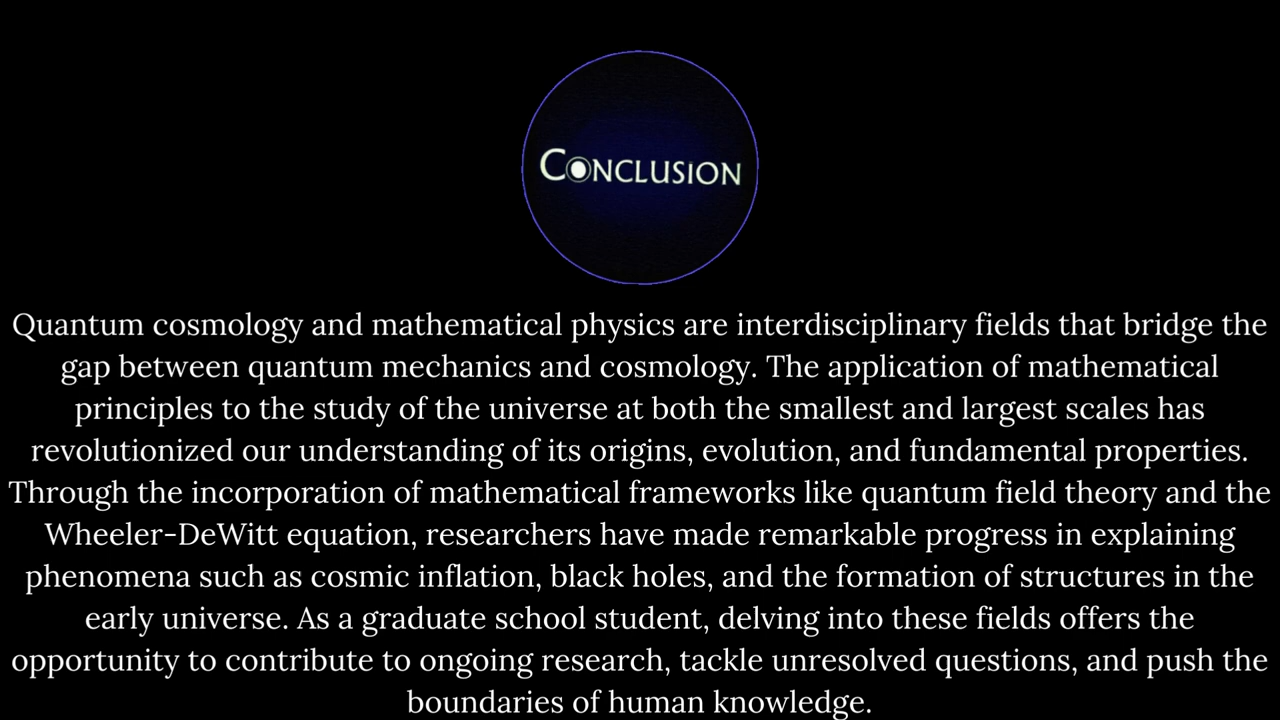 CONCLUSION
Quantum cosmology and mathematical physics are interdisciplinary fields that bridge the
gap between quantum mechanics and cosmology. The application of mathematical
principles to the study of the universe at both the smallest and largest scales has
revolutionized our understanding of its origins, evolution, and fundamental properties.
Through the incorporation of mathematical frameworks like quantum field theory and the
Wheeler-DeWitt equation, researchers have made remarkable progress in explaining
phenomena such as cosmic inflation, black holes, and the formation of structures in the
early universe. As a graduate school student, delving into these fields offers the
opportunity to contribute to ongoing research, tackle unresolved questions, and push the
boundaries of human knowledge.